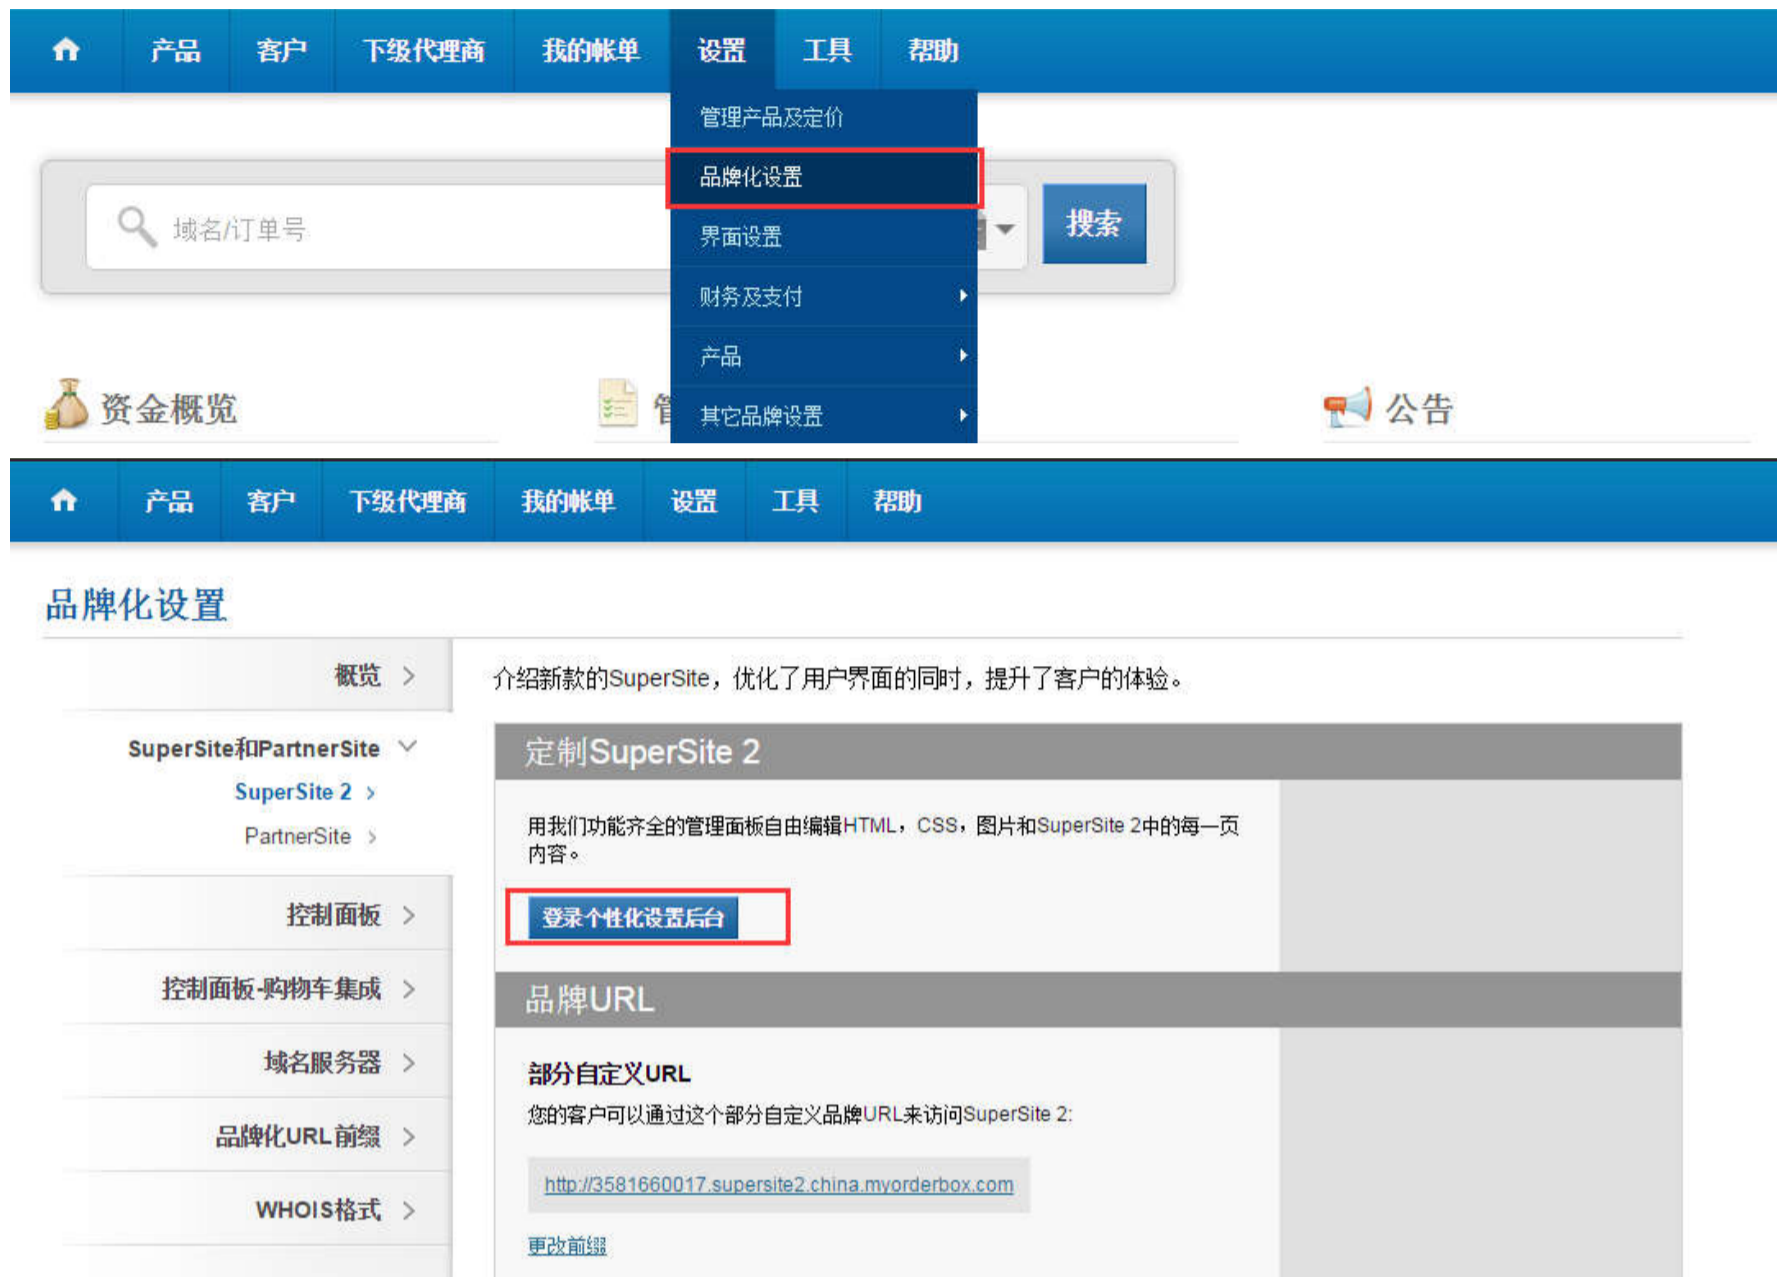 产品 客户 下级代理商 我的帐单 设置 工具 帮助
管理产品及定价
品牌化设置
域名/订单号
搜索
界面设置
财务及支付
产品
其它品牌设置
资金概览
公告
产品 客户 下级代理商 我的帐单 设置 工具 帮助
品牌化设置
概览
SuperSite和PartnerSite
SuperSite 2
PartnerSite
控制面板
控制面板-购物车集成
域名服务器
品牌化URL前缀
WHOIS格式
介绍新款的SuperSite，优化了用户界面的同时，提升了客户的体验。
定制SuperSite 2
用我们功能齐全的管理面板自由编辑HTML，CSS，图片和SuperSite 2中的每一页
内容。
登录个性化设置后台
品牌URL
部分自定义URL
您的客户可以通过这个部分自定义品牌URL来访问SuperSite 2:
http://3581660017.supersite2.china.myorderbox.com
更改前缀